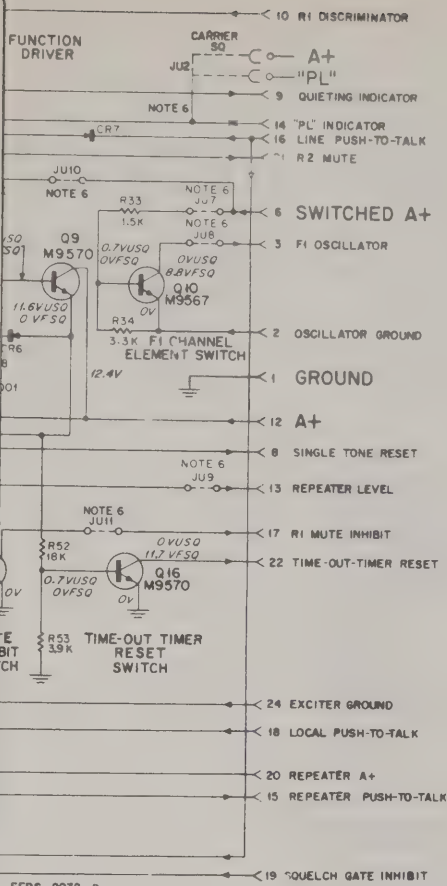 10 R1 DISCRIMINATOR
FUNCTION
DRIVER
CARRIER
SQ
A+
JU2
"PL"
9 QUIETING INDICATOR
NOTE 6
14 "PL" INDICATOR
CR7
16 LINE PUSH-TO-TALK
R2 MUTE
JU10
NOTE 6
NOTE 6
R33
JU7
1.5K
NOTE 6
6 SWITCHED A+
JU8
3 F1 OSCILLATOR
Q9
M9570
0.7VUSQ
0VFSQ
0VUSQ
8.8VFSQ
Q10
M9567
11.6VUSQ
0VFSQ
0V
R34
3.3K
F1 CHANNEL
ELEMENT SWITCH
2 OSCILLATOR GROUND
CR6
12.4V
1 GROUND
12 A+
8 SINGLE TONE RESET
NOTE 6
JU9
13 REPEATER LEVEL
NOTE 6
JU11
17 R1 MUTE INHIBIT
R52
18K
0VUSQ
11.7VFSQ
22 TIME-OUT-TIMER RESET
Q16
M9570
0.7VUSQ
0VFSQ
0V
0V
R53
3.9K
TIME-OUT TIMER
RESET
SWITCH
24 EXCITER GROUND
18 LOCAL PUSH-TO-TALK
20 REPEATER A+
15 REPEATER PUSH-TO-TALK
19 SQUELCH GATE INHIBIT